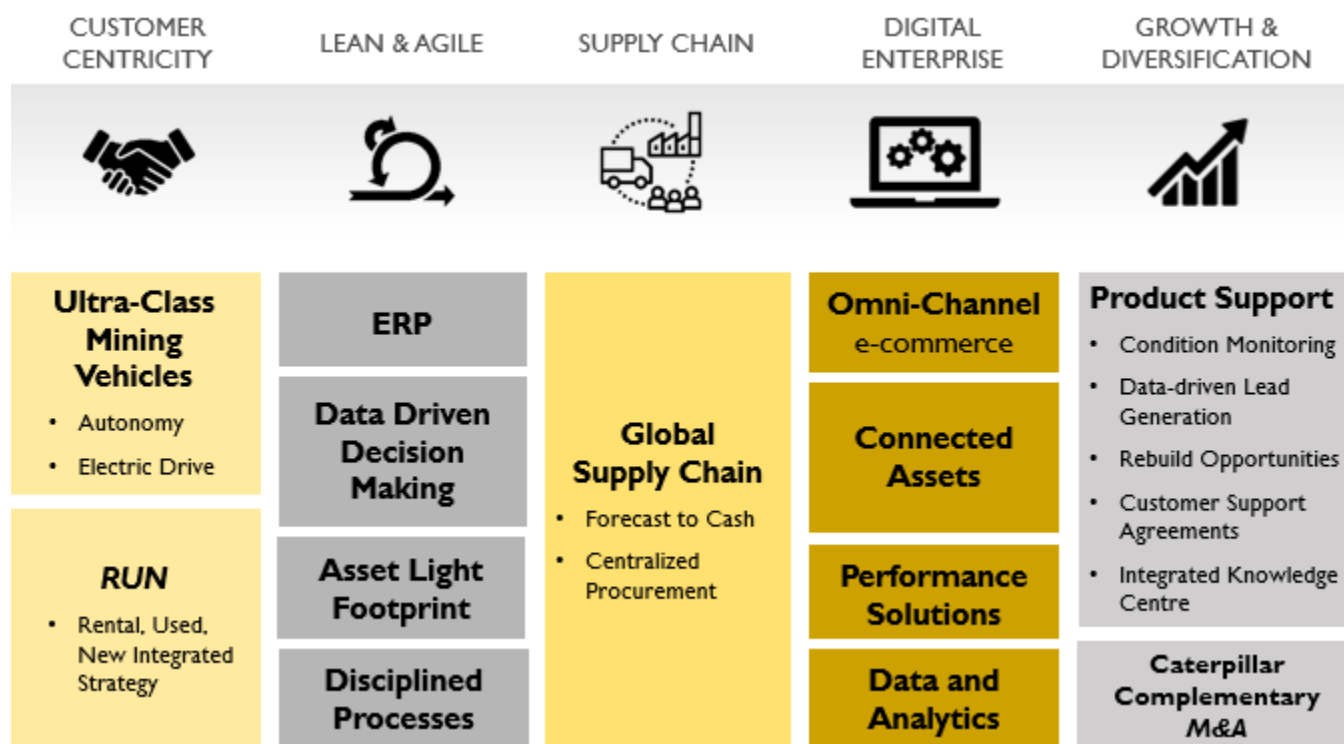 CUSTOMER
CENTRICITY
LEAN & AGILE
SUPPLY CHAIN
DIGITAL
ENTERPRISE
GROWTH &
DIVERSIFICATION
Ultra-Class
Mining
Vehicles
• Autonomy
• Electric Drive
RUN
• Rental, Used,
New Integrated
Strategy
ERP
Data Driven
Decision
Making
Asset Light
Footprint
Disciplined
Processes
Global
Supply Chain
• Forecast to Cash
• Centralized
Procurement
Omni-Channel
e-commerce
Connected
Assets
Performance
Solutions
Data and
Analytics
Product Support
• Condition Monitoring
• Data-driven Lead
Generation
• Rebuild Opportunities
• Customer Support
Agreements
• Integrated Knowledge
Centre
Caterpillar
Complementary
M&A